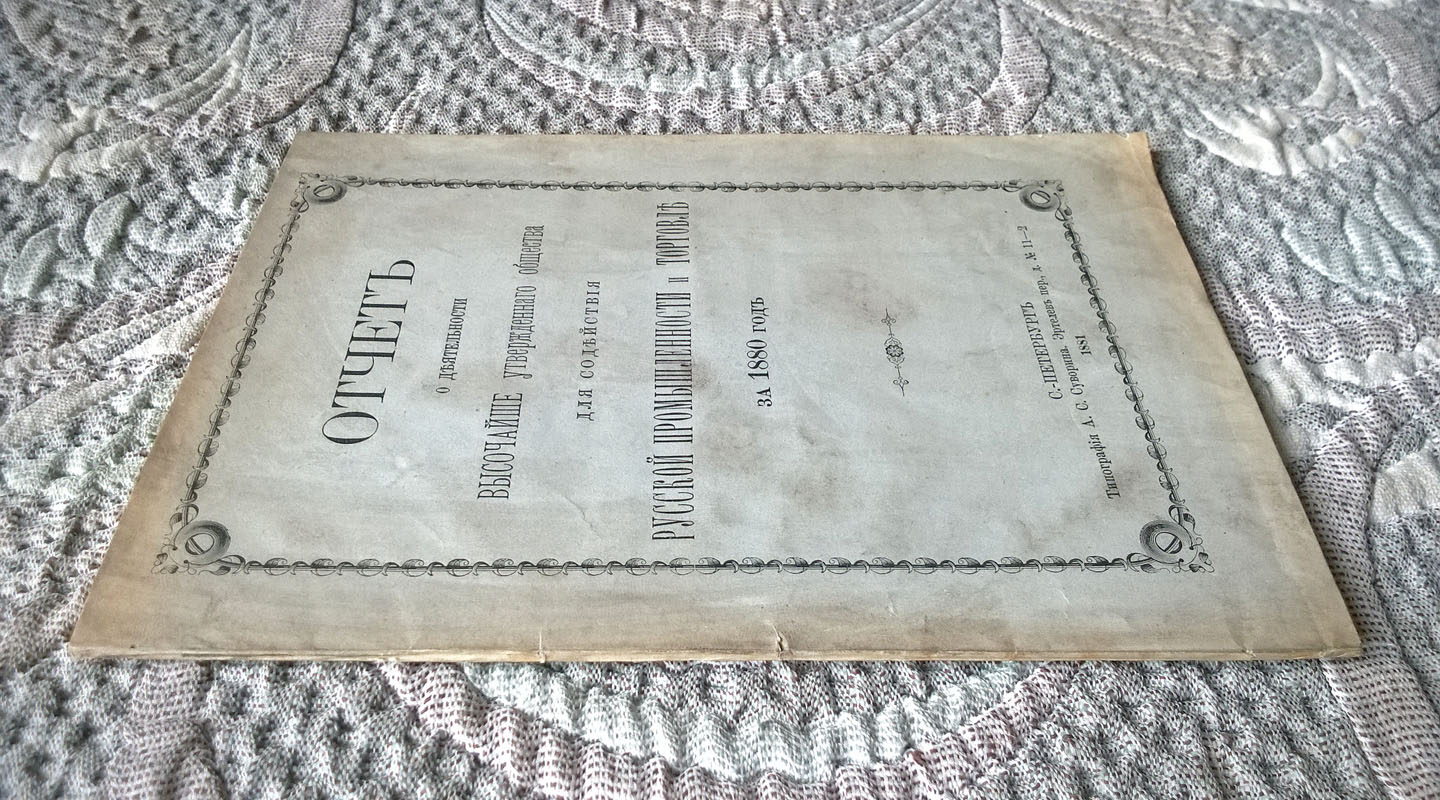 ОТЧЕТЪ
О ДѢЯТЕЛЬНОСТИ
ВЫСОЧАЙШЕ утвержденнаго общества
ДЛЯ СОДѢЙСТВІЯ
РУССКОЙ ПРОМЫШЛЕННОСТИ и ТОРГОВЛѢ
ЗА 1880 ГОДЪ
С.-ПЕТЕРБУРГЪ
Типографія А. С. Суворина. Эртелевъ пер., д. № 11—2
1881